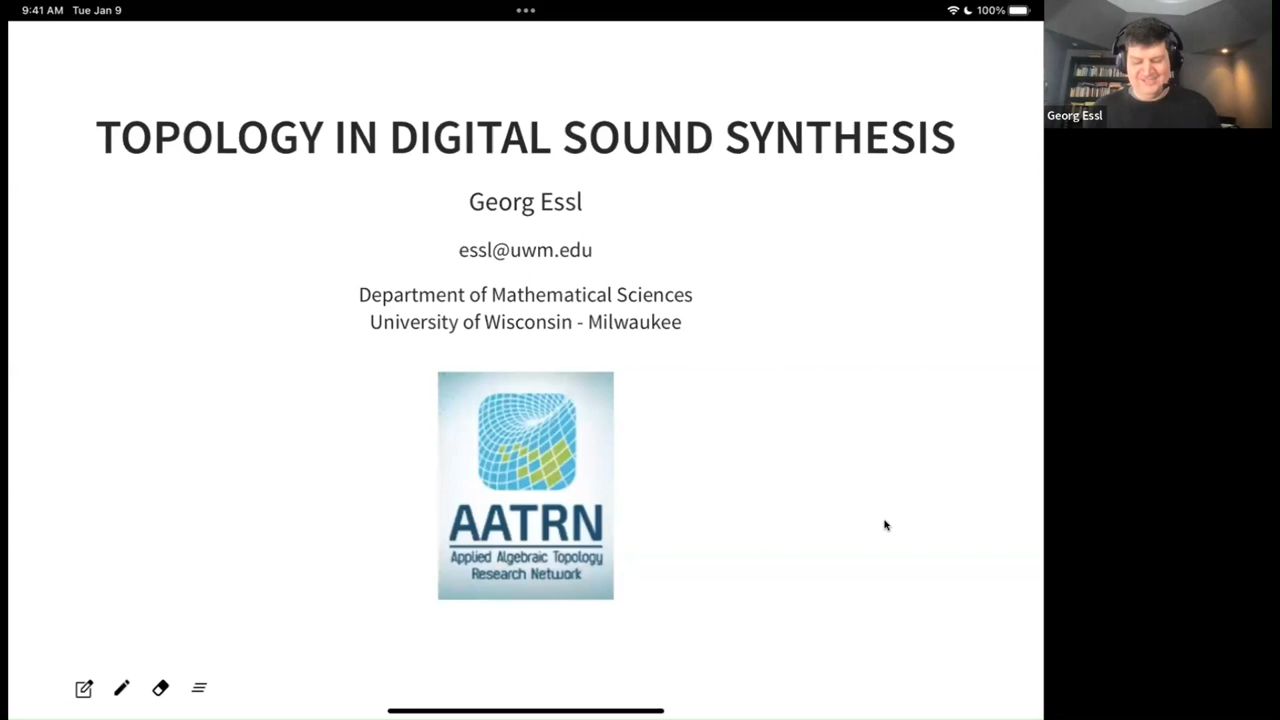 9:41 AM Tue Jan 9
100%
Georg Essl
TOPOLOGY IN DIGITAL SOUND SYNTHESIS
Georg Essl
essl@uwm.edu
Department of Mathematical Sciences
University of Wisconsin - Milwaukee
AATRN
Applied Algebraic Topology
Research Network